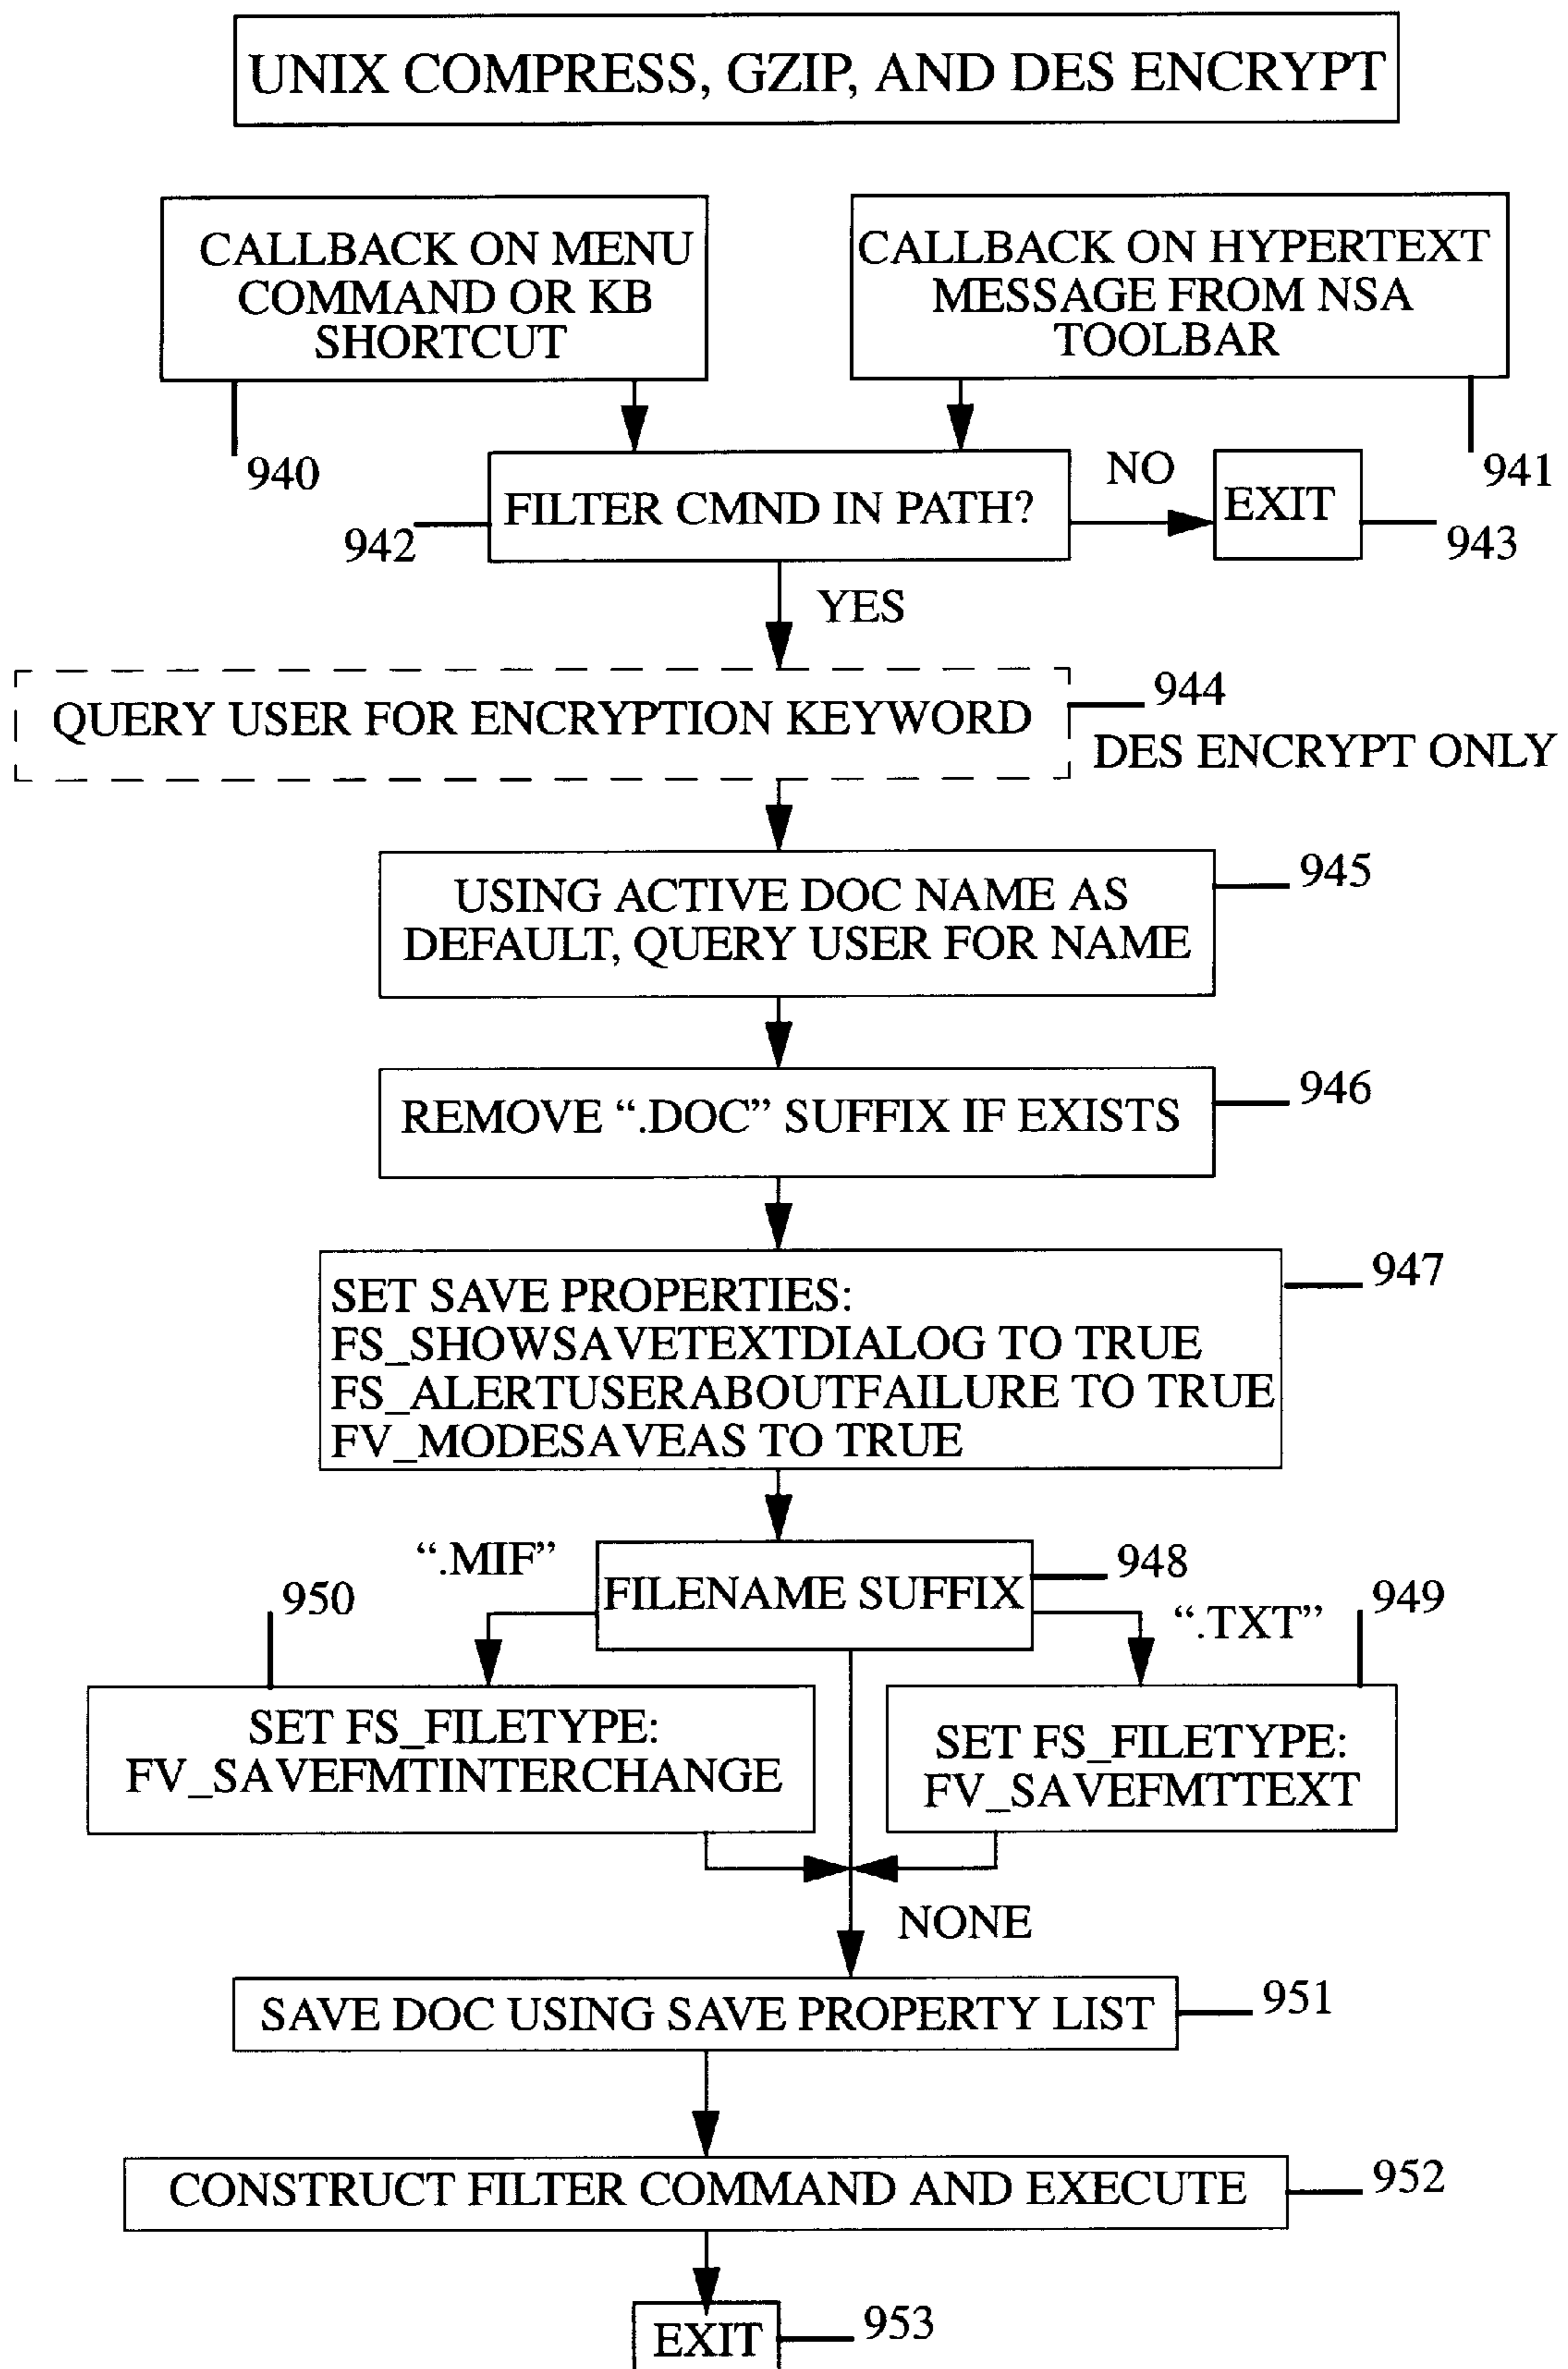 UNIX COMPRESS, GZIP, AND DES ENCRYPT
CALLBACK ON MENU
COMMAND OR KB
SHORTCUT
CALLBACK ON HYPERTEXT
MESSAGE FROM NSA
TOOLBAR
940
941
FILTER CMND IN PATH?
NO
EXIT
942
943
YES
QUERY USER FOR ENCRYPTION KEYWORD
944
DES ENCRYPT ONLY
USING ACTIVE DOC NAME AS
DEFAULT, QUERY USER FOR NAME
945
REMOVE “.DOC” SUFFIX IF EXISTS
946
SET SAVE PROPERTIES:
FS_SHOWSAVETEXTDIALOG TO TRUE
FS_ALERTUSERABOUTFAILURE TO TRUE
FV_MODESAVEAS TO TRUE
947
“.MIF”
FILENAME SUFFIX
948
“.TXT”
950
949
SET FS_FILETYPE:
FV_SAVEFMTINTERCHANGE
SET FS_FILETYPE:
FV_SAVEFMTTEXT
NONE
SAVE DOC USING SAVE PROPERTY LIST
951
CONSTRUCT FILTER COMMAND AND EXECUTE
952
EXIT
953